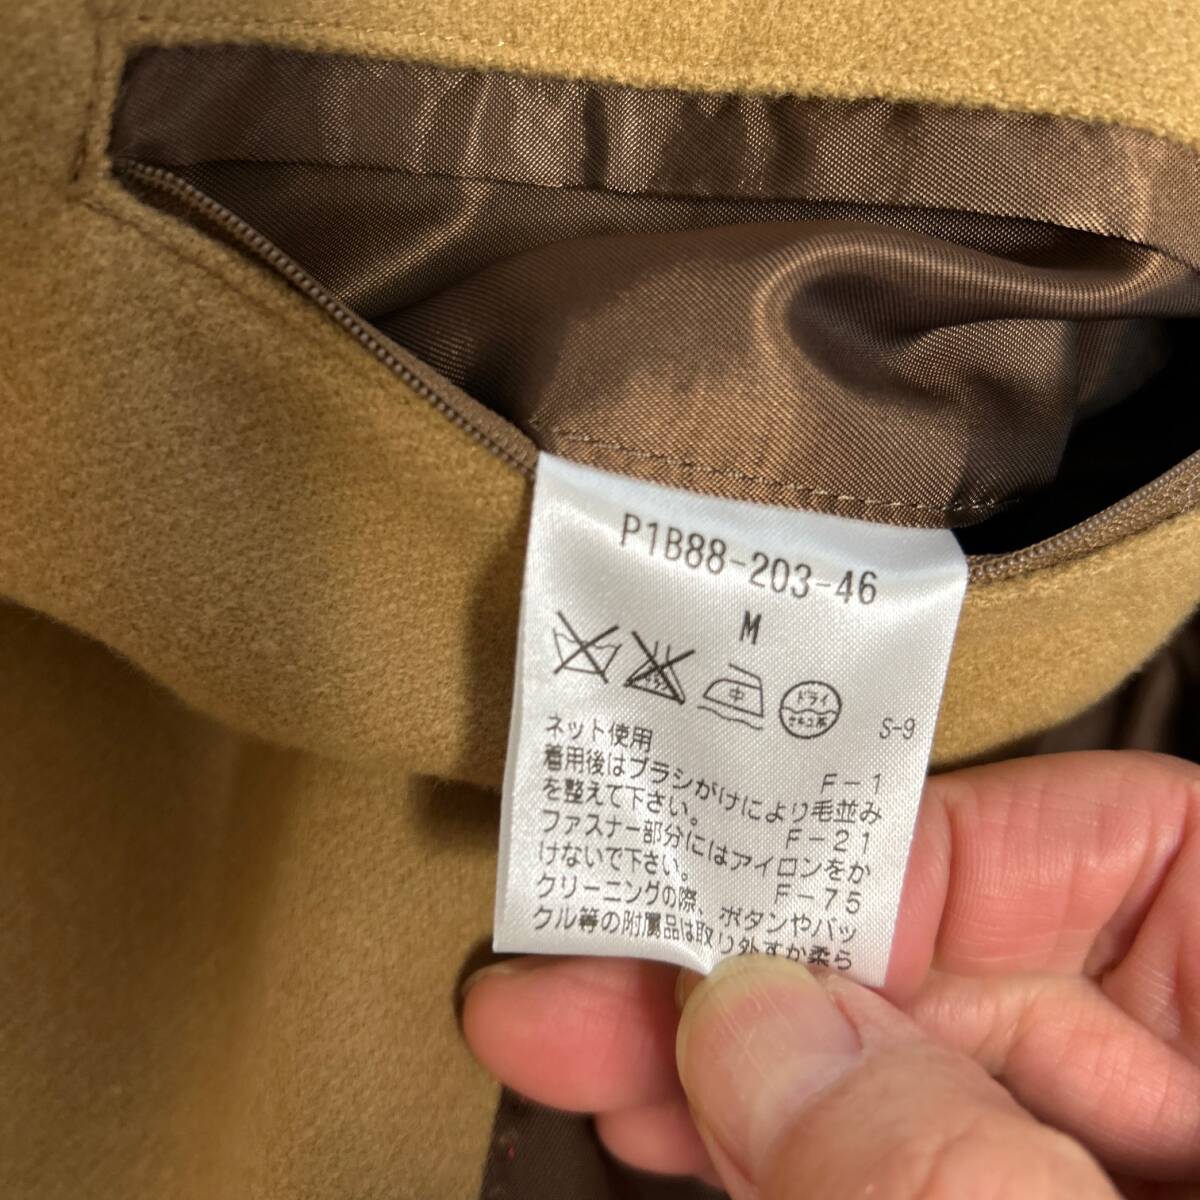 P1B88-203-46
M
中
ドライ
セキユ系
S-9
ネット使用
F-1
着用後はブラシがけにより毛並み
を整えて下さい。
F-21
ファスナー部分にはアイロンをか
けないで下さい。
F-75
クリーニングの際、ボタンやバッ
クル等の附属品は取り外すか柔ら